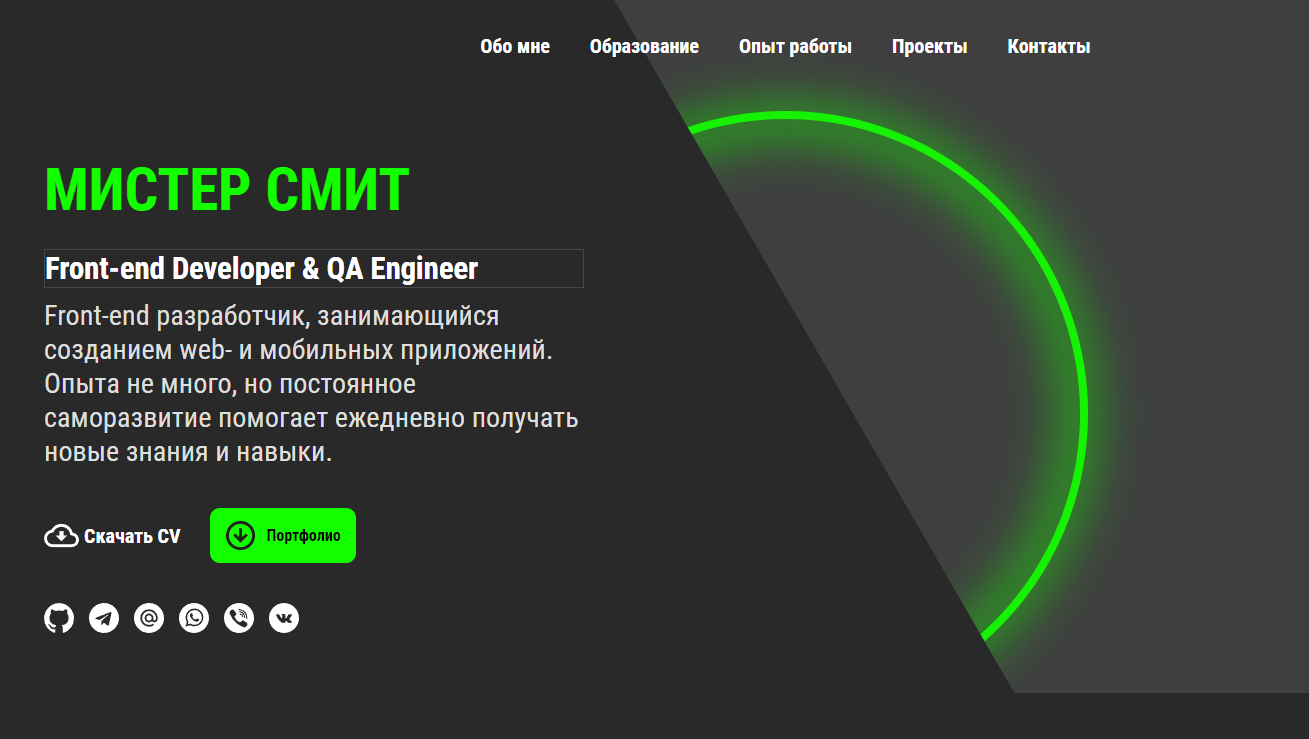 Обо мне Образование Опыт работы Проекты Контакты
МИСТЕР СМИТ
Front-end Developer & QA Engineer
Front-end разработчик, занимающийся
созданием web- и мобильных приложений.
Опыта не много, но постоянное
саморазвитие помогает ежедневно получать
новые знания и навыки.
Скачать CV Портфолио